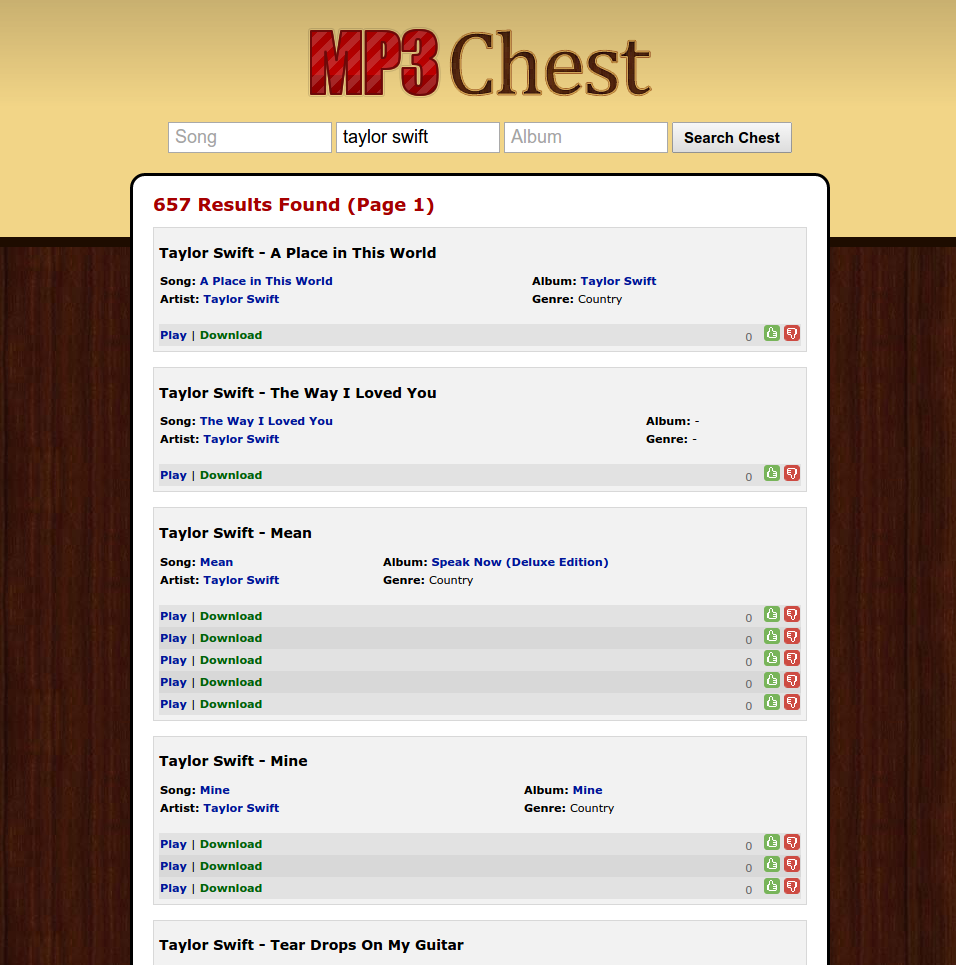 MP3 Chest
Song taylor swift Album Search Chest
657 Results Found (Page 1)
Taylor Swift - A Place in This World
Song: A Place in This World Album: Taylor Swift
Artist: Taylor Swift Genre: Country
Play | Download 0
Taylor Swift - The Way I Loved You
Song: The Way I Loved You Album: -
Artist: Taylor Swift Genre: -
Play | Download 0
Taylor Swift - Mean
Song: Mean Album: Speak Now (Deluxe Edition)
Artist: Taylor Swift Genre: Country
Play | Download 0
Play | Download 0
Play | Download 0
Play | Download 0
Play | Download 0
Taylor Swift - Mine
Song: Mine Album: Mine
Artist: Taylor Swift Genre: Country
Play | Download 0
Play | Download 0
Play | Download 0
Taylor Swift - Tear Drops On My Guitar